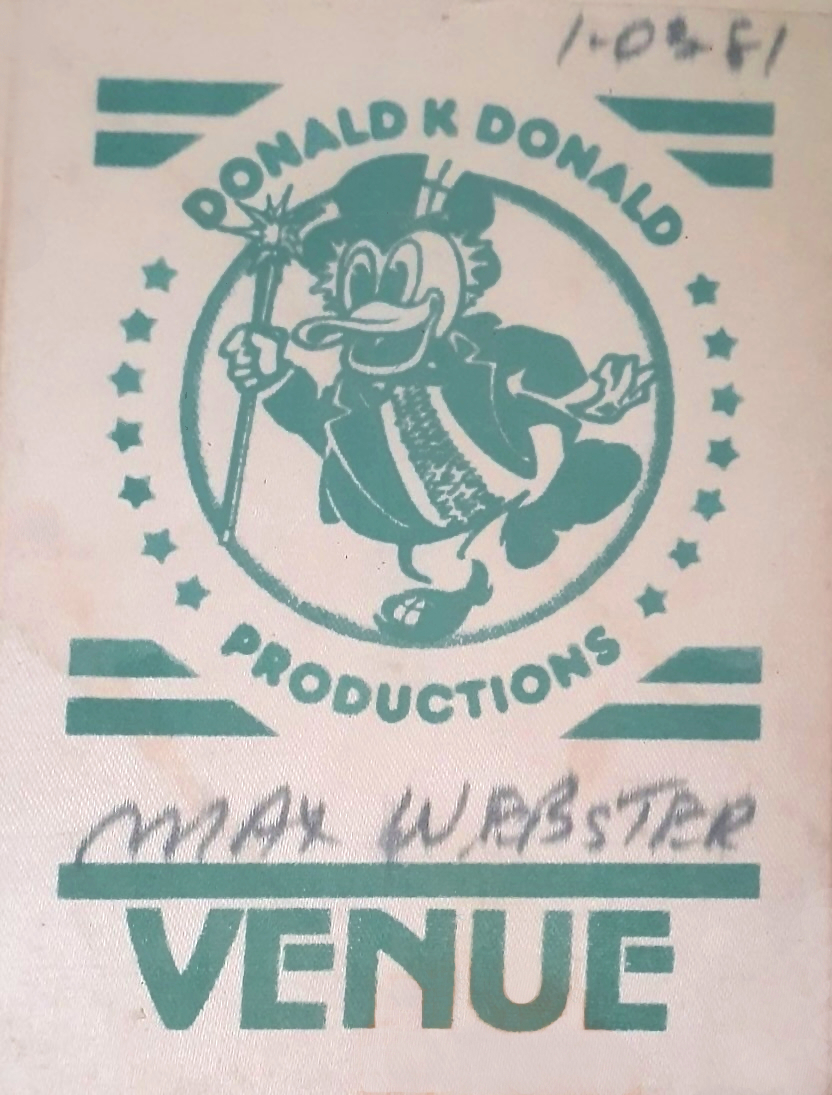 DONALD K DONALD
PRODUCTIONS
MAX WEBSTER
VENUE